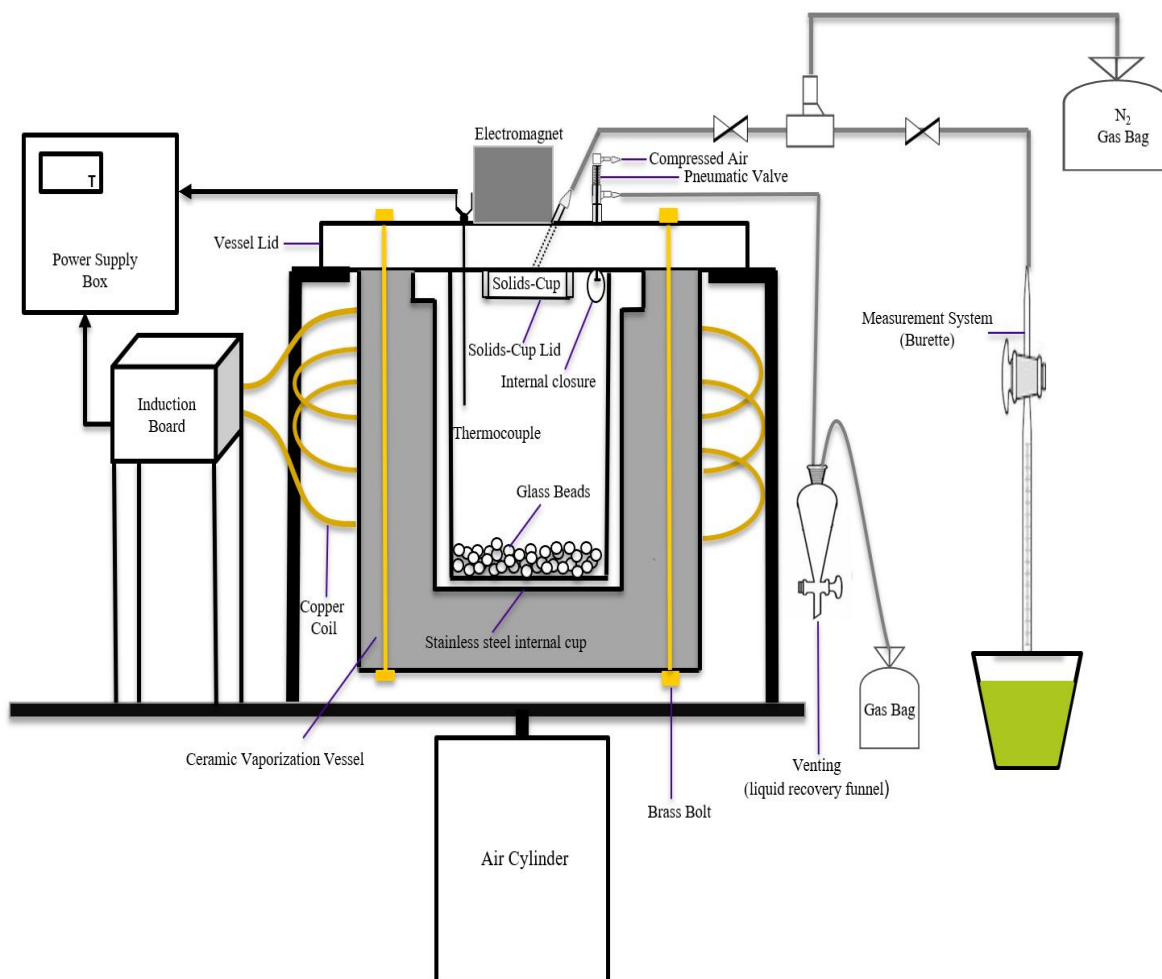 Electromagnet
N2
Gas Bag
Compressed Air
Pneumatic Valve
T
Vessel Lid
Power Supply
Box
Solids-Cup
Measurement System
(Burette)
Solids-Cup Lid
Internal closure
Induction
Board
Thermocouple
Glass Beads
Copper
Coil
Stainless steel internal cup
Gas Bag
Ceramic Vaporization Vessel
Venting
(liquid recovery funnel)
Brass Bolt
Air Cylinder